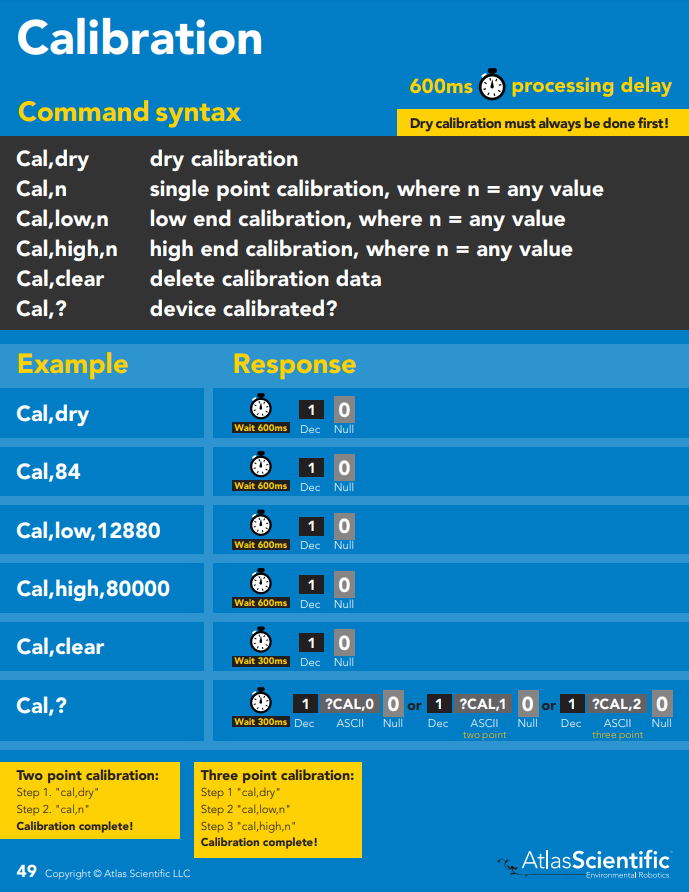 Calibration
600ms processing delay
Command syntax
Dry calibration must always be done first!
Cal,dry dry calibration
Cal,n single point calibration, where n = any value
Cal,low,n low end calibration, where n = any value
Cal,high,n high end calibration, where n = any value
Cal,clear delete calibration data
Cal,? device calibrated?
Example Response
Cal,dry 1 0
Wait 600ms Dec Null
Cal,84 1 0
Wait 600ms Dec Null
Cal,low,12880 1 0
Wait 600ms Dec Null
Cal,high,80000 1 0
Wait 600ms Dec Null
Cal,clear 1 0
Wait 300ms Dec Null
Cal,? 1 ?CAL,0 0 or 1 ?CAL,1 0 or 1 ?CAL,2 0
Wait 300ms Dec ASCII Null Dec ASCII Null Dec ASCII Null
two point three point
Two point calibration:
Step 1. "cal,dry"
Step 2. "cal,n"
Calibration complete!
Three point calibration:
Step 1 "cal,dry"
Step 2 "cal,low,n"
Step 3 "cal,high,n"
Calibration complete!
49 Copyright © Atlas Scientific LLC
AtlasScientific
Environmental Robotics